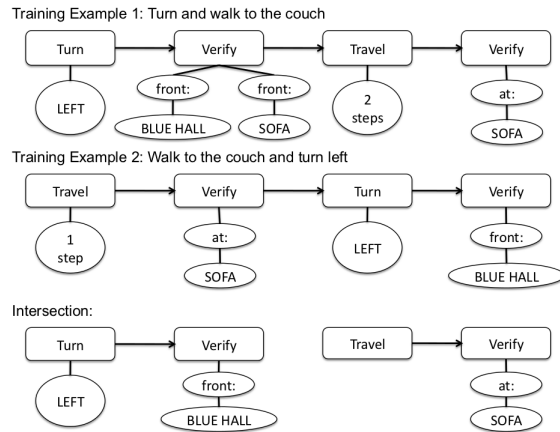 Training Example 1: Turn and walk to the couch
Turn Verify Travel Verify
LEFT front: front: 2 steps at:
BLUE HALL SOFA SOFA
Training Example 2: Walk to the couch and turn left
Travel Verify Turn Verify
1 step at: LEFT front:
SOFA BLUE HALL
Intersection:
Turn Verify Travel Verify
LEFT front: at:
BLUE HALL SOFA